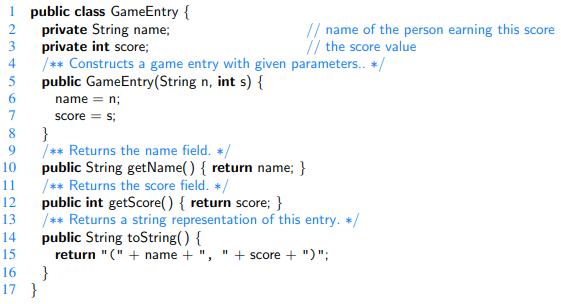 1 public class GameEntry {
2 private String name; // name of the person earning this score
3 private int score; // the score value
4 /** Constructs a game entry with given parameters.. */
5 public GameEntry(String n, int s) {
6 name = n;
7 score = s;
8 }
9 /** Returns the name field. */
10 public String getName() { return name; }
11 /** Returns the score field. */
12 public int getScore() { return score; }
13 /** Returns a string representation of this entry. */
14 public String toString() {
15 return "(" + name + ", " + score + ")";
16 }
17 }